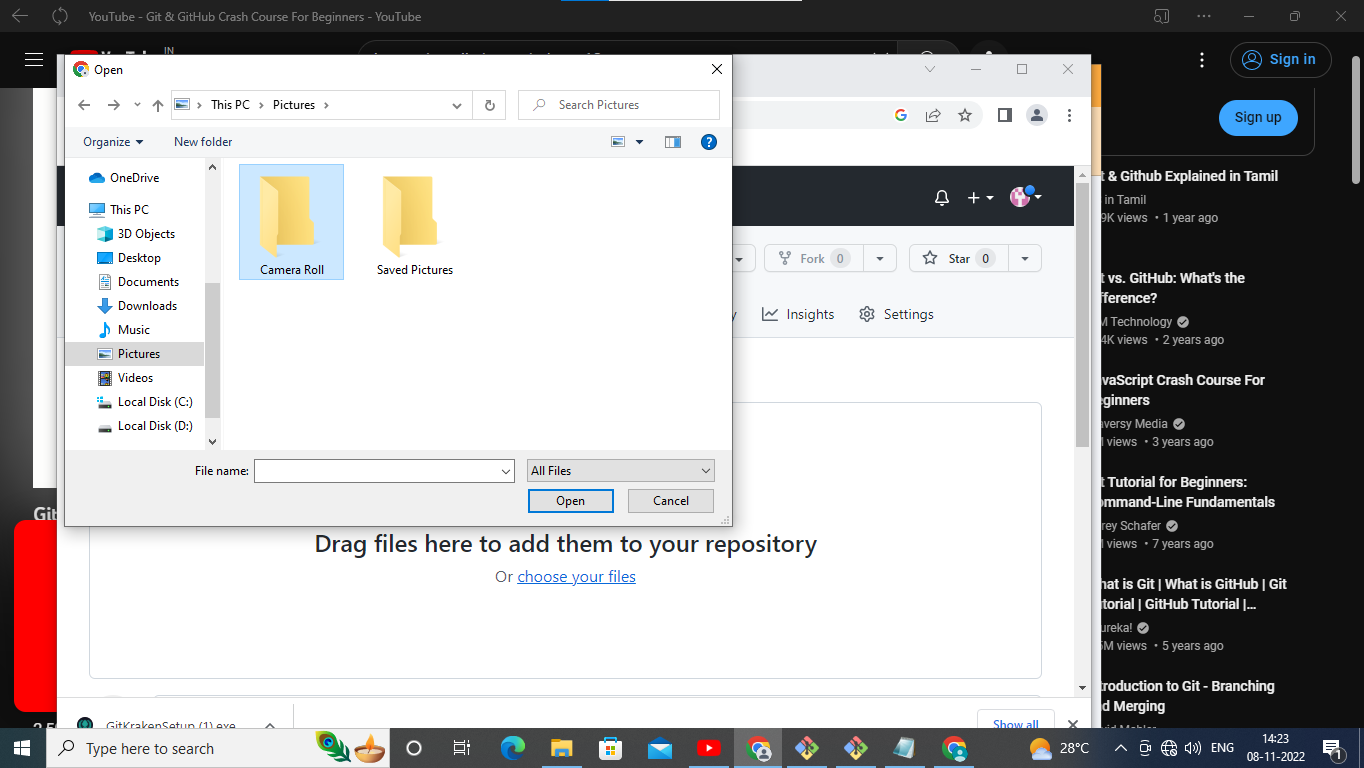 YouTube - Git & GitHub Crash Course For Beginners - YouTube
IN
Sign in
Open
This PC
Pictures
Search Pictures
Organize
New folder
Sign up
OneDrive
This PC
3D Objects
Desktop
Documents
Downloads
Music
Pictures
Videos
Local Disk (C:)
Local Disk (D:)
Camera Roll
Saved Pictures
File name:
All Files
Open
Cancel
Fork 0
Star 0
Insights
Settings
Drag files here to add them to your repository
Or choose your files
t & Github Explained in Tamil
in Tamil
9K views • 1 year ago
t vs. GitHub: What's the
fference?
M Technology
4K views • 2 years ago
vaScript Crash Course For
eginners
aversy Media
views • 3 years ago
t Tutorial for Beginners:
ommand-Line Fundamentals
rey Schafer
views • 7 years ago
hat is Git | What is GitHub | Git
torial | GitHub Tutorial |...
ureka!
5M views • 5 years ago
troduction to Git - Branching
d Merging
Git
GitKrakenSetup (1).exe
Show all
Type here to search
28°C
ENG
14:23
08-11-2022
1